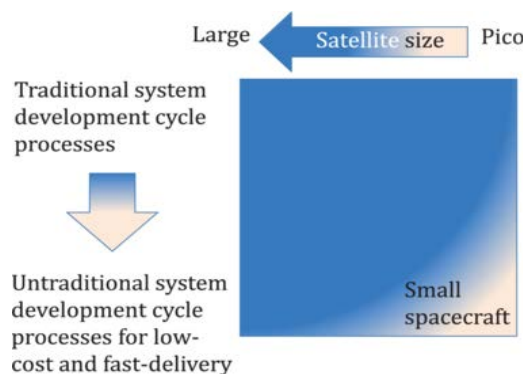 Large
Satellite size
Pico
Traditional system
development cycle
processes
Untraditional system
development cycle
processes for low-
cost and fast-delivery
Small
spacecraft